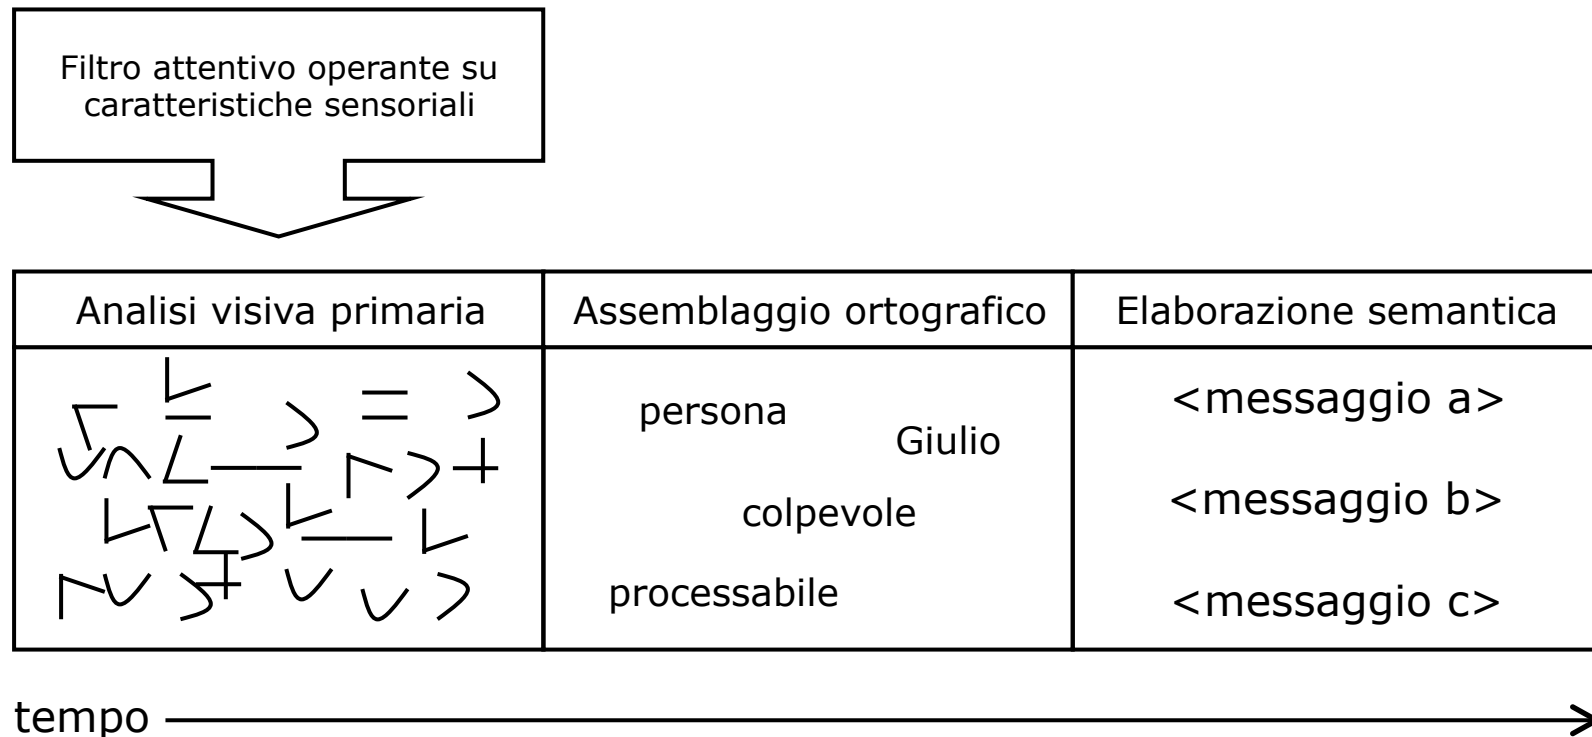 Filtro attentivo operante su
caratteristiche sensoriali
Analisi visiva primaria
Assemblaggio ortografico
Elaborazione semantica
persona
Giulio
colpevole
processabile
<messaggio a>
<messaggio b>
<messaggio c>
tempo